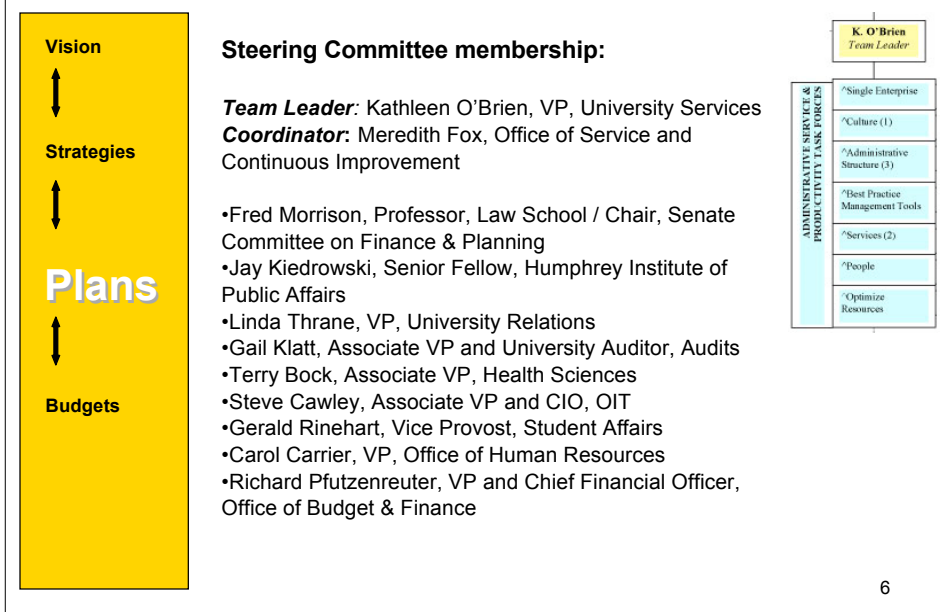 Vision
Strategies
Plans
Budgets
Steering Committee membership:
Team Leader: Kathleen O'Brien, VP, University Services
Coordinator: Meredith Fox, Office of Service and
Continuous Improvement
•Fred Morrison, Professor, Law School / Chair, Senate
Committee on Finance & Planning
•Jay Kiedrowski, Senior Fellow, Humphrey Institute of
Public Affairs
•Linda Thrane, VP, University Relations
•Gail Klatt, Associate VP and University Auditor, Audits
•Terry Bock, Associate VP, Health Sciences
•Steve Cawley, Associate VP and CIO, OIT
•Gerald Rinehart, Vice Provost, Student Affairs
•Carol Carrier, VP, Office of Human Resources
•Richard Pfutzenreuter, VP and Chief Financial Officer,
Office of Budget & Finance
K. O'Brien
Team Leader
ADMINISTRATIVE SERVICE &
PRODUCTIVITY TASK FORCES
^Single Enterprise
^Culture (1)
^Administrative
Structure (3)
^Best Practice
Management Tools
^Services (2)
^People
^Optimize
Resources
6